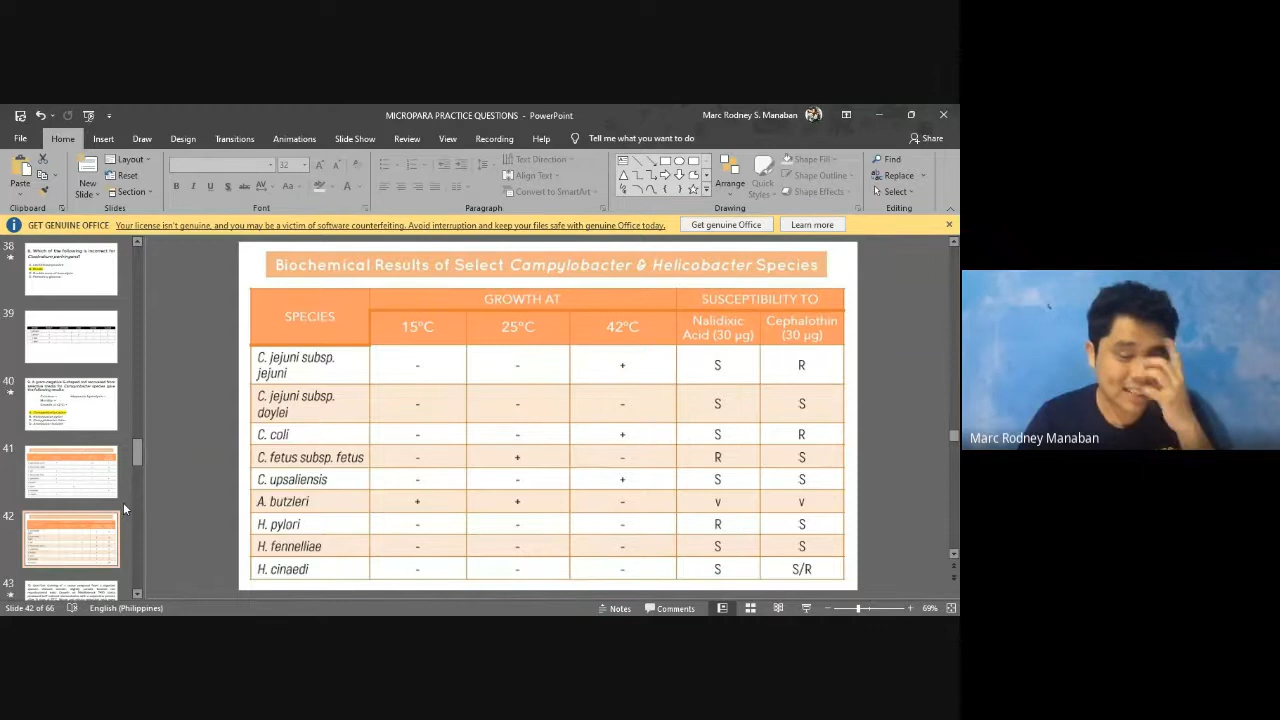 MICROPARA PRACTICE QUESTIONS - PowerPoint
Marc Rodney S. Manaban
File Home Insert Draw Design Transitions Animations Slide Show Review View Recording Help Tell me what you want to do
Share
Paste
New
Slide
Layout
Reset
Section
32
B I U S abc AV Aa A
Text Direction
Align Text
Convert to SmartArt
Arrange
Quick
Styles
Shape Fill
Shape Outline
Shape Effects
Find
Replace
Select
Clipboard Slides Font Paragraph Drawing Editing
GET GENUINE OFFICE Your license isn't genuine, and you may be a victim of software counterfeiting. Avoid interruption and keep your files safe with genuine Office today. Get genuine Office Learn more
38
39
40
41
42
43
Biochemical Results of Select Campylobacter & Helicobacter Species
SPECIES GROWTH AT SUSCEPTIBILITY TO
15°C 25°C 42°C Nalidixic Acid (30 µg) Cephalothin (30 µg)
C. jejuni subsp. jejuni - - + S R
C. jejuni subsp. doylei - - - S S
C. coli - - + S R
C. fetus subsp. fetus - + - R S
C. upsaliensis - - + S S
A. butzleri + + - v v
H. pylori - - - R S
H. fennelliae - - - S S
H. cinaedi - - - S S/R
Slide 42 of 66 English (Philippines) Notes Comments 69%
Marc Rodney Manaban